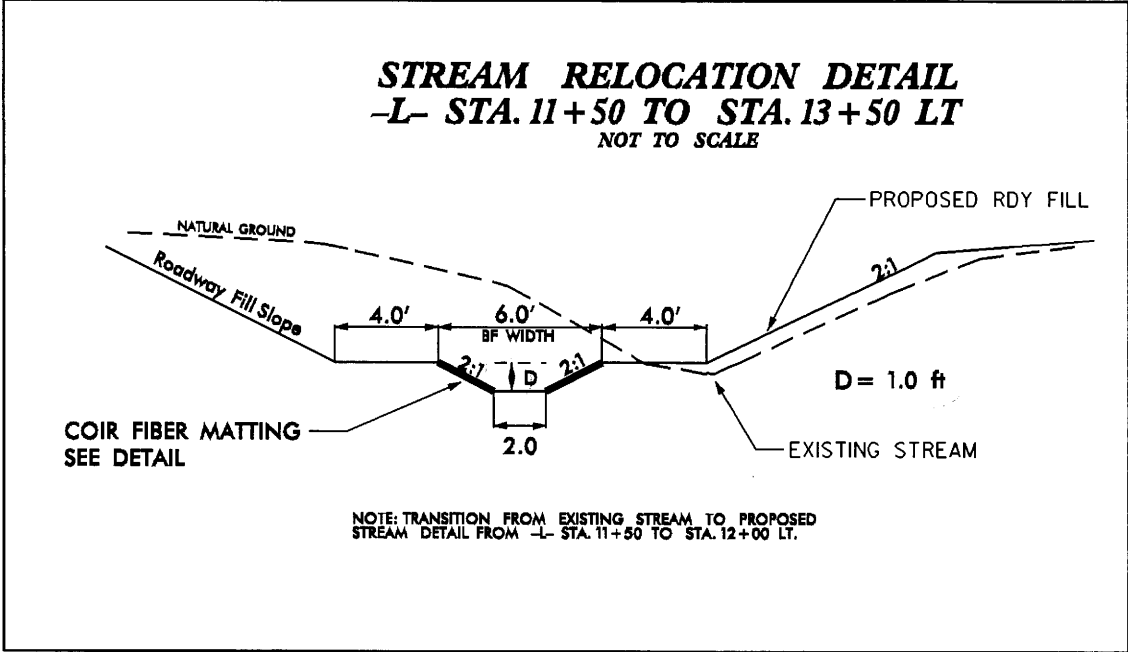 STREAM RELOCATION DETAIL
-L- STA. 11+50 TO STA. 13+50 LT
NOT TO SCALE
PROPOSED RDY FILL
NATURAL GROUND
Roadway Fill Slope
2:1
4.0'
6.0'
4.0'
BF WIDTH
2:1
D
2:1
D = 1.0 ft
COIR FIBER MATTING
SEE DETAIL
2.0
EXISTING STREAM
NOTE: TRANSITION FROM EXISTING STREAM TO PROPOSED
STREAM DETAIL FROM -L- STA. 11+50 TO STA. 12+00 LT.